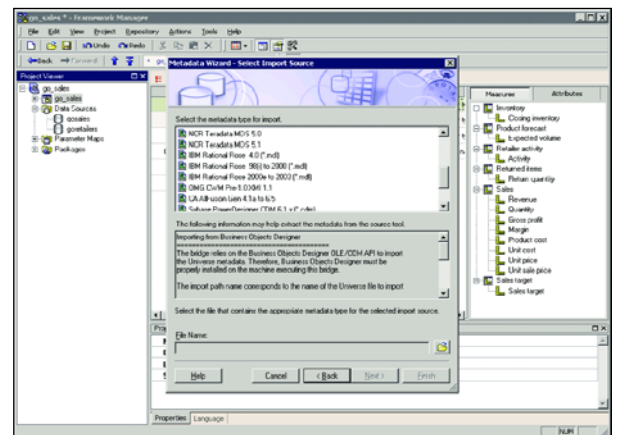 go_sales * - Framework Manager
File Edit View Project Repository Actions Tools Help
Undo Redo
Back Forward
Project Viewer
go_sales
go_sales
Data Sources
gosales
goretailers
Parameter Maps
Packages
Metadata Wizard - Select Import Source
Select the metadata type for import.
NCR Teradata MDS 5.0
NCR Teradata MDS 5.1
IBM Rational Rose 4.0 (*.mdl)
IBM Rational Rose 98(i) to 2000 (*.mdl)
IBM Rational Rose 2000e to 2003 (*.mdl)
OMG CWM Pre-1.0 XMI 1.1
CA AllFusion Gen 4.1a to 6.5
Sybase PowerDesigner CDM 6.1.x (*.cdm)
The following information may help extract the metadata from the source tool.
Importing from Business Objects Designer
The bridge relies on the Business Objects Designer OLE/COM API to import
the Universe metadata. Therefore, Business Objects Designer must be
properly installed on the machine executing this bridge.
The import path name corresponds to the name of the Universe file to import
Select the file that contains the appropriate metadata type for the selected import source.
File Name:
Help Cancel < Back Next > Finish
Measures Attributes
Inventory
Closing inventory
Product forecast
Expected volume
Retailer activity
Activity
Returned items
Return quantity
Sales
Revenue
Quantity
Gross profit
Margin
Product cost
Unit cost
Unit price
Unit sale price
Sales target
Sales target
Properties Language
NUM